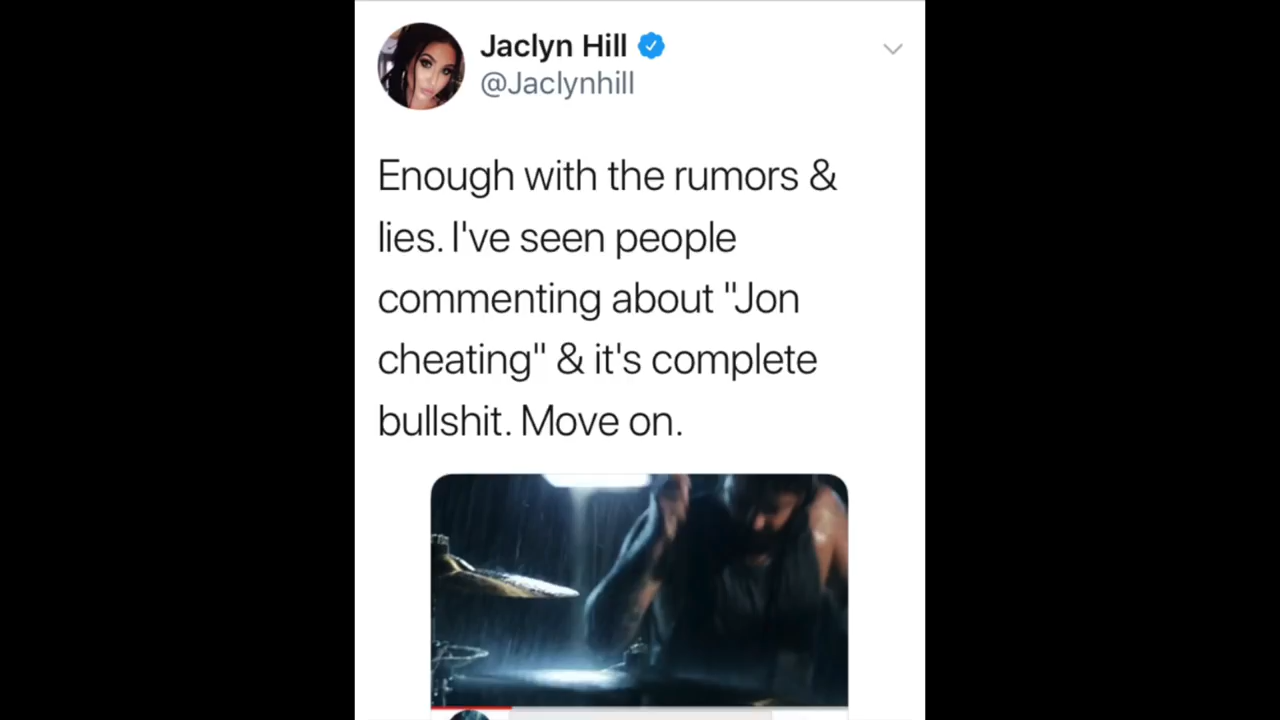 Jaclyn Hill
@Jaclynhill
Enough with the rumors &
lies. I've seen people
commenting about "Jon
cheating" & it's complete
bullshit. Move on.